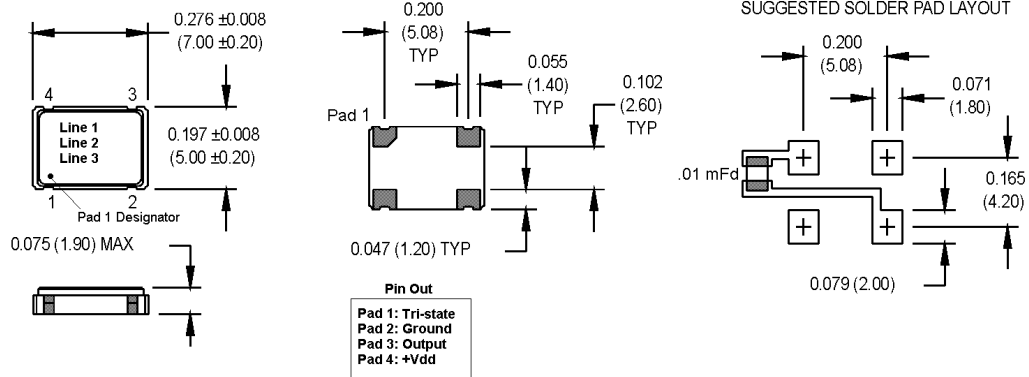 0.276 ±0.008
(7.00 ±0.20)
4
3
Line 1
Line 2
Line 3
1
2
Pad 1 Designator
0.197 ±0.008
(5.00 ±0.20)
0.075 (1.90) MAX
0.200
(5.08)
TYP
0.055
(1.40)
TYP
0.102
(2.60)
TYP
Pad 1
0.047 (1.20) TYP
Pin Out
Pad 1: Tri-state
Pad 2: Ground
Pad 3: Output
Pad 4: +Vdd
SUGGESTED SOLDER PAD LAYOUT
0.200
(5.08)
0.071
(1.80)
.01 mFd
0.165
(4.20)
0.079 (2.00)